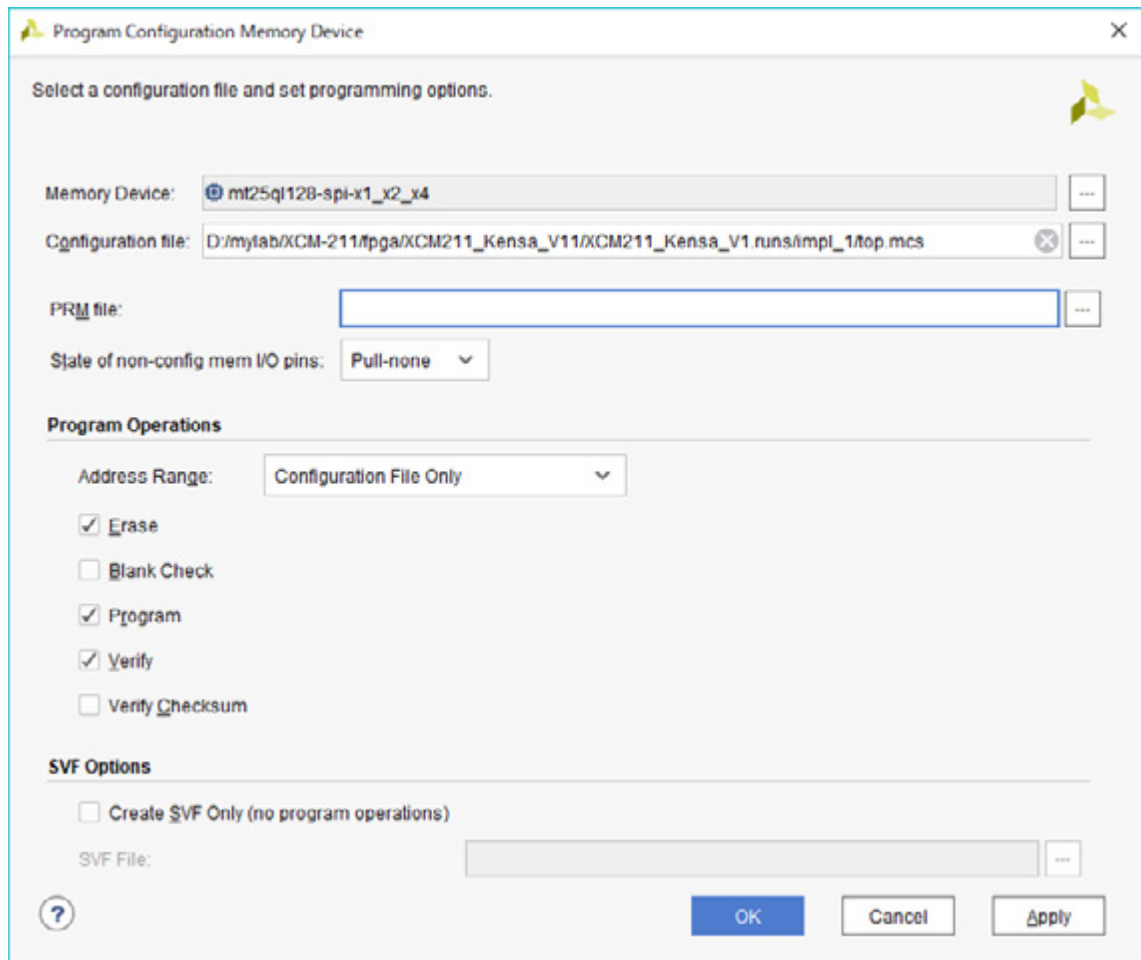 Program Configuration Memory Device
Select a configuration file and set programming options.
Memory Device: mt25ql128-spi-x1_x2_x4 ...
Configuration file: D:/mylab/XCM-211/fpga/XCM211_Kensa_V11/XCM211_Kensa_V1.runs/impl_1/top.mcs ...
PRM file: ...
State of non-config mem I/O pins: Pull-none
Program Operations
Address Range: Configuration File Only
Erase
Blank Check
Program
Verify
Verify Checksum
SVF Options
Create SVF Only (no program operations)
SVF File: ...
? OK Cancel Apply